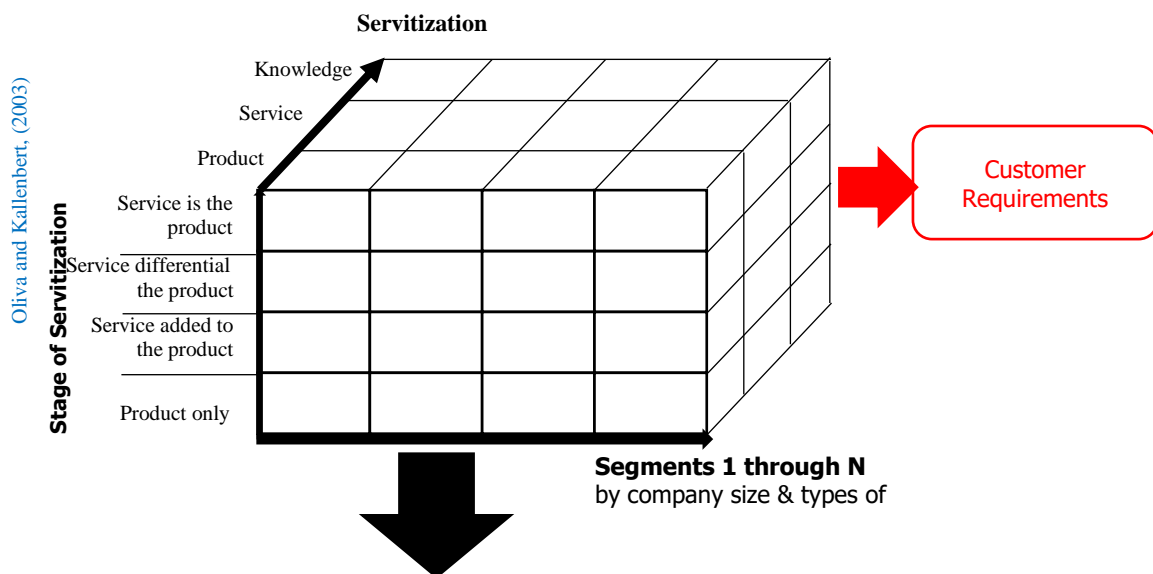 Servitization
Knowledge
Service
Product
Oliva and Kallenbert, (2003)
Stage of Servitization
Service is the
product
Service differential
the product
Service added to
the product
Product only
Customer
Requirements
Segments 1 through N
by company size & types of